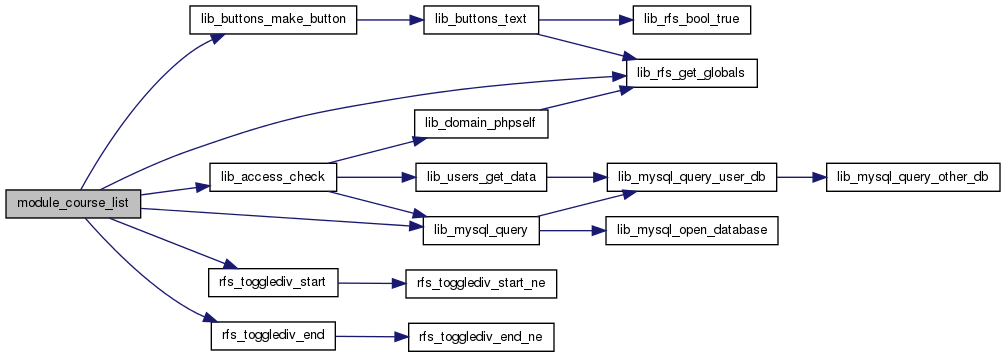 lib_buttons_make_button
lib_buttons_text
lib_rfs_bool_true
lib_rfs_get_globals
lib_domain_phpself
lib_access_check
lib_users_get_data
lib_mysql_query_user_db
lib_mysql_query_other_db
module_course_list
lib_mysql_query
lib_mysql_open_database
rfs_togglediv_start
rfs_togglediv_start_ne
rfs_togglediv_end
rfs_togglediv_end_ne